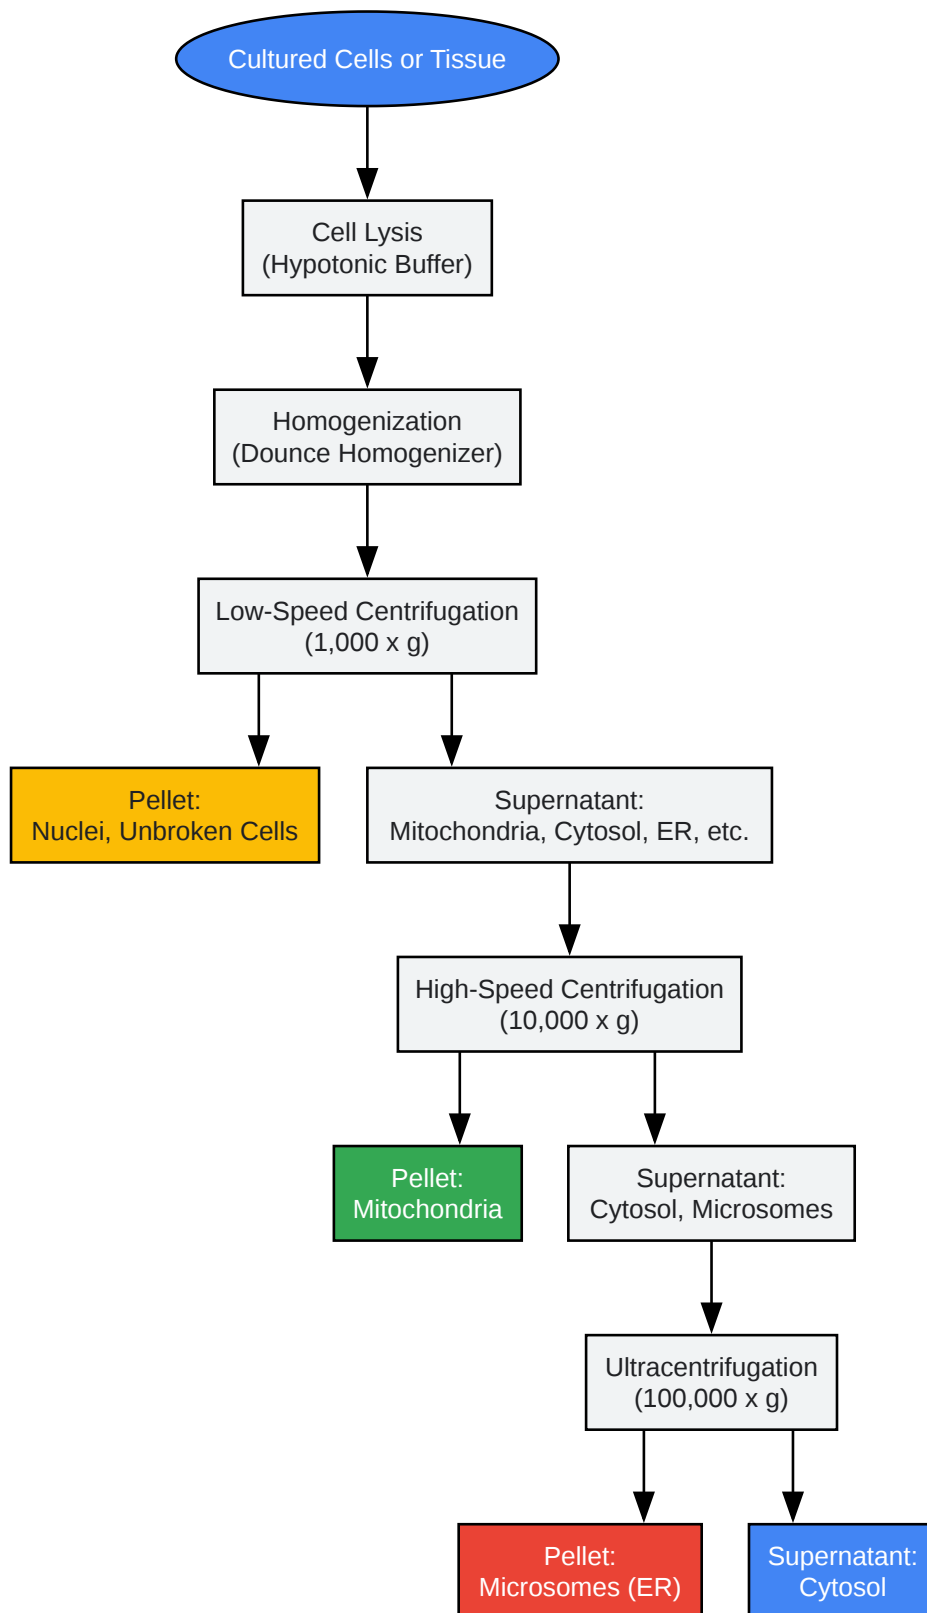 Cultured Cells or Tissue
Cell Lysis
(Hypotonic Buffer)
Homogenization
(Dounce Homogenizer)
Low-Speed Centrifugation
(1,000 x g)
Pellet:
Nuclei, Unbroken Cells
Supernatant:
Mitochondria, Cytosol, ER, etc.
High-Speed Centrifugation
(10,000 x g)
Pellet:
Mitochondria
Supernatant:
Cytosol, Microsomes
Ultracentrifugation
(100,000 x g)
Pellet:
Microsomes (ER)
Supernatant:
Cytosol